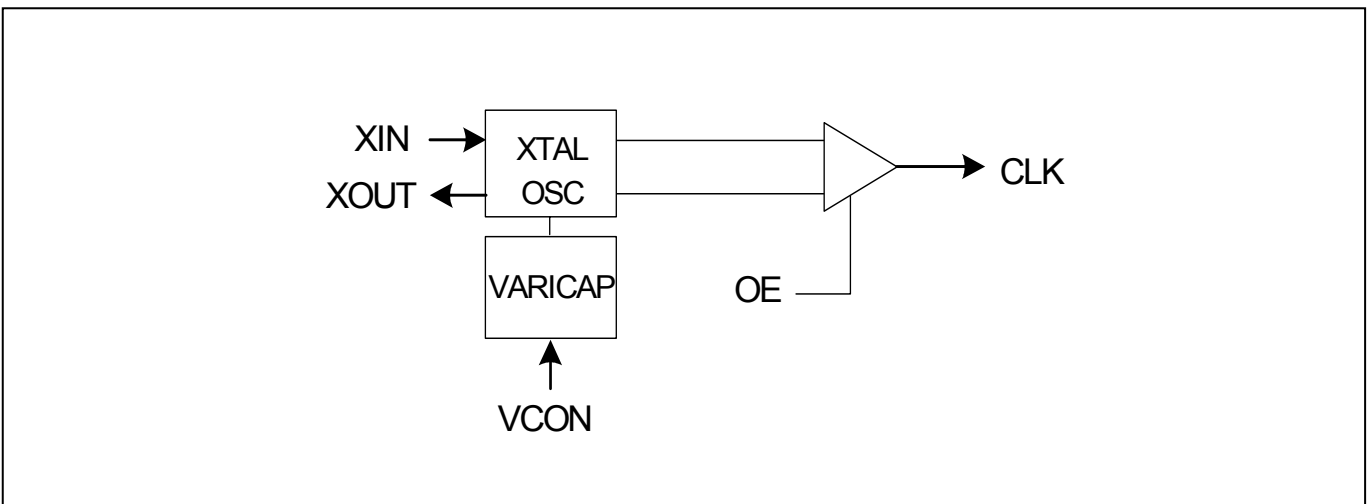 XIN
XOUT
XTAL
OSC
VARICAP
VCON
OE
CLK